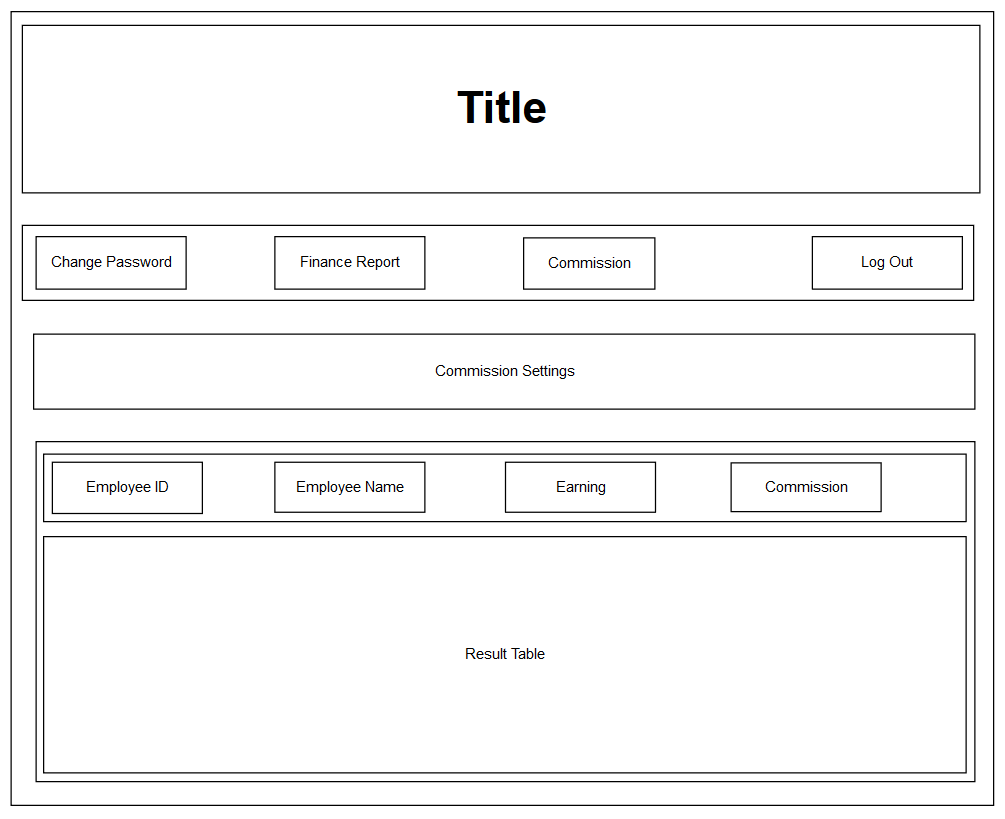 Title
Change Password
Finance Report
Commission
Log Out
Commission Settings
Employee ID
Employee Name
Earning
Commission
Result Table